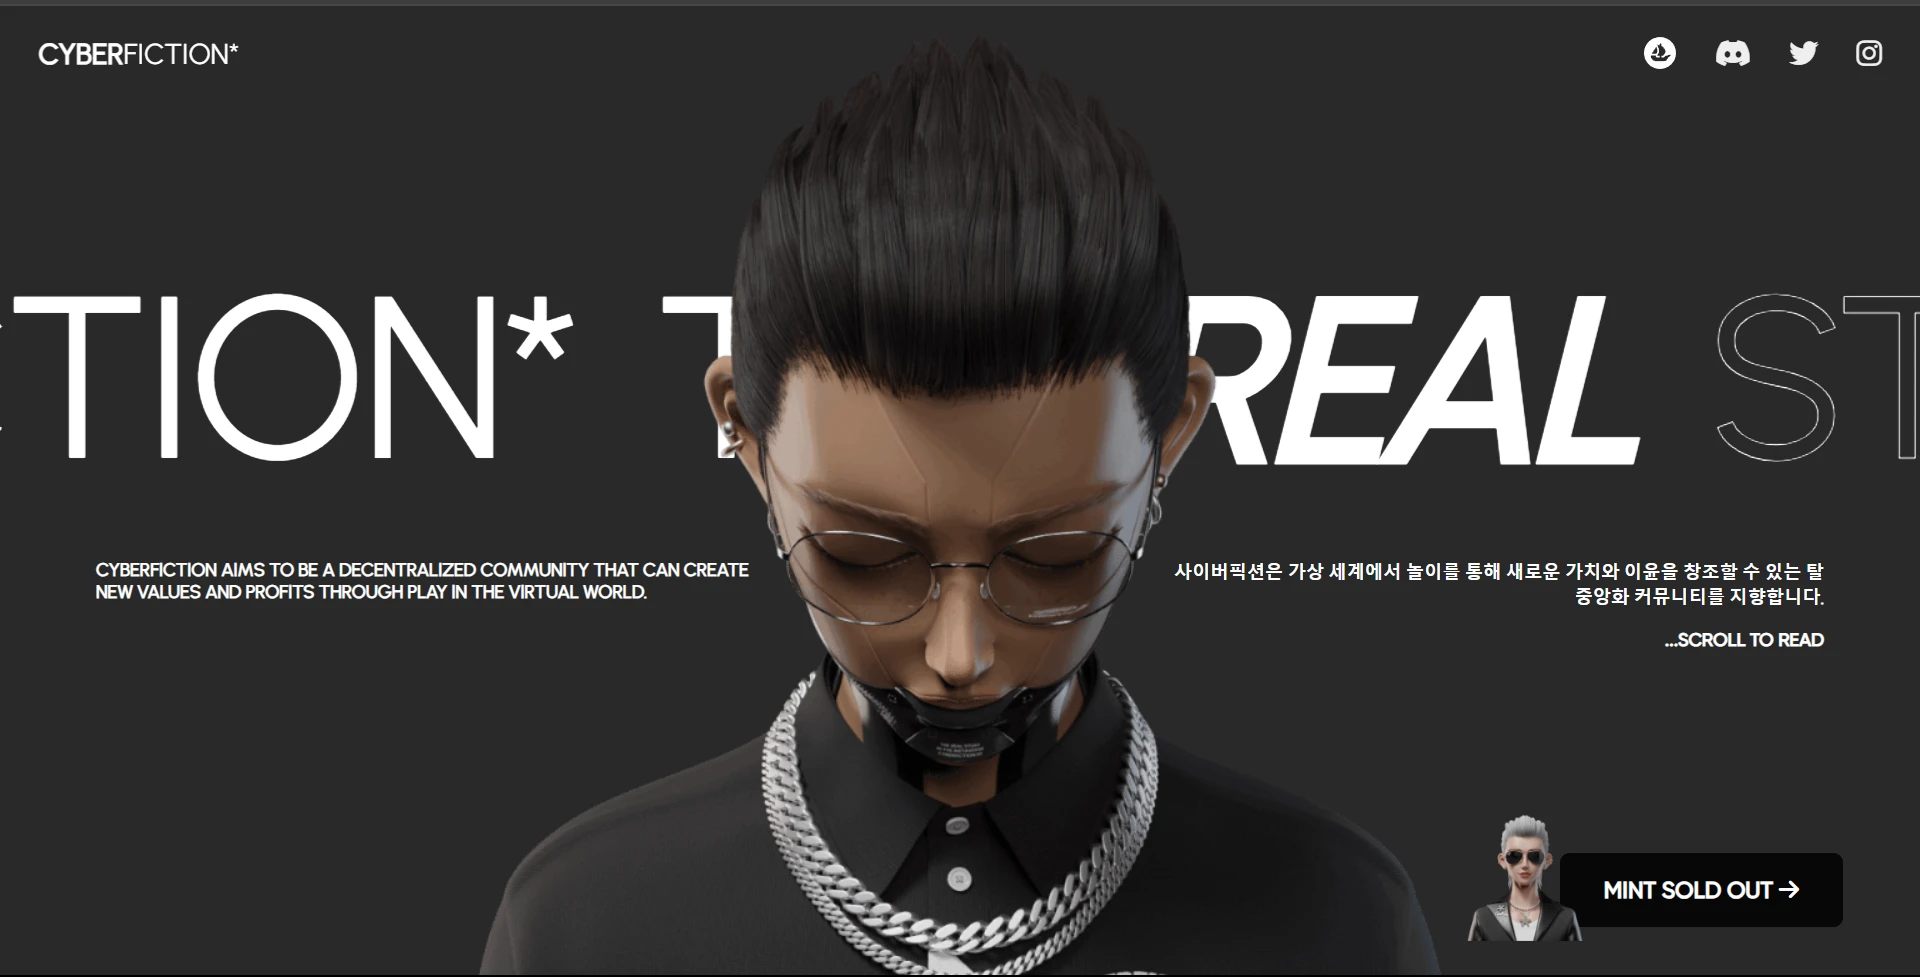 CYBERFICTION*
TION* T REAL ST
CYBERFICTION AIMS TO BE A DECENTRALIZED COMMUNITY THAT CAN CREATE
NEW VALUES AND PROFITS THROUGH PLAY IN THE VIRTUAL WORLD.
사이버픽션은 가상 세계에서 놀이를 통해 새로운 가치와 이윤을 창조할 수 있는 탈
중앙화 커뮤니티를 지향합니다.
...SCROLL TO READ
MINT SOLD OUT →